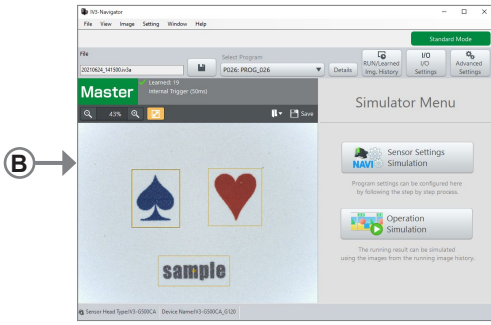 IV3-Navigator
File View Image Setting Window Help
Standard Mode
File
20210624_141500.iv3a
Select Program
P026: PROG_026
Details
RUN/Learned
Img. History
I/O
I/O
Settings
Advanced
Settings
Master
Learned: 19
Internal Trigger (50ms)
43%
Save
B
sample
Simulator Menu
NAVI
Sensor Settings
Simulation
Program settings can be configured here
by following the step by step process.
Operation
Simulation
The running result can be simulated
using the images from the running image history.
Sensor Head Type:IV3-G500CA Device Name:IV3-G500CA_G120